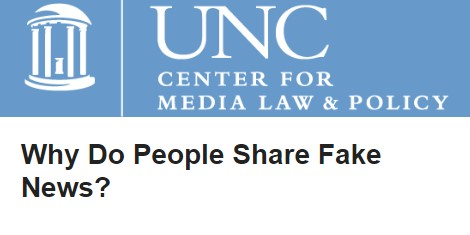 UNC
CENTER FOR
MEDIA LAW & POLICY
Why Do People Share Fake
News?